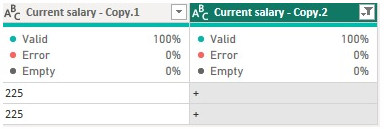 ABC Current salary - Copy.1 ABC Current salary - Copy.2
Valid 100% Valid 100%
Error 0% Error 0%
Empty 0% Empty 0%
225 +
225 +